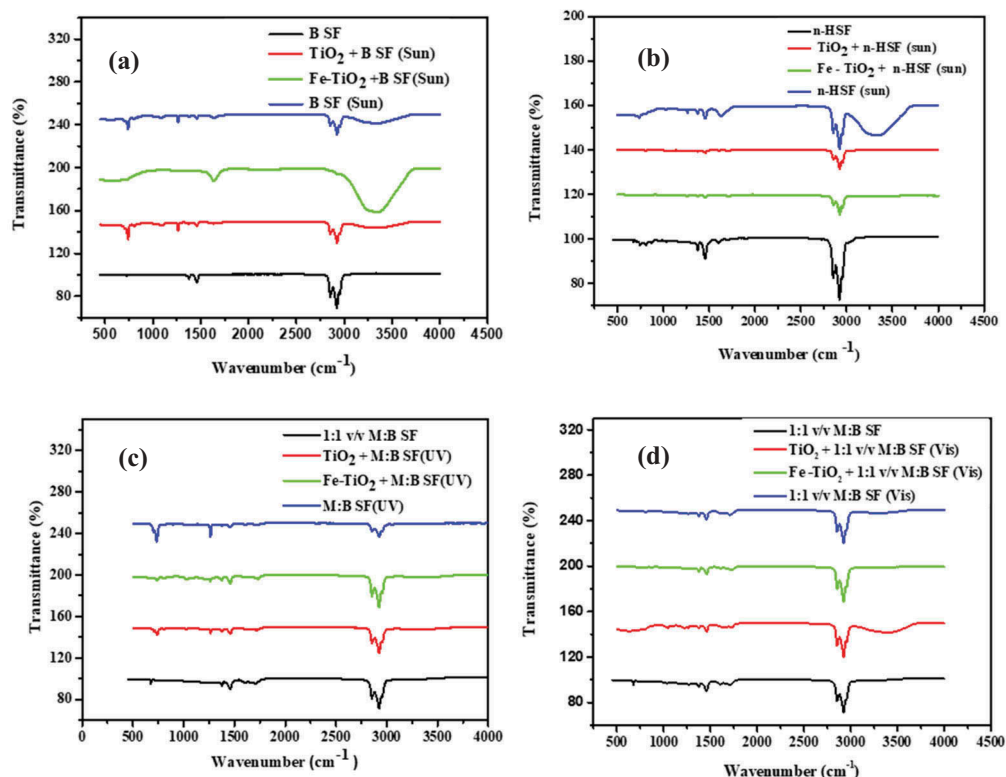 (a)
B SF
TiO2 + B SF (Sun)
Fe-TiO2 +B SF(Sun)
B SF (Sun)
Transmittance (%)
320
280
240
200
160
120
80
500 1000 1500 2000 2500 3000 3500 4000 4500
Wavenumber (cm-1)
(b)
n-HSF
TiO2 + n-HSF (sun)
Fe - TiO2 + n-HSF (sun)
n-HSF (sun)
Transmittance (%)
200
180
160
140
120
100
80
500 1000 1500 2000 2500 3000 3500 4000 4500
Wavenumber (cm-1)
(c)
1:1 v/v M:B SF
TiO2 + M:B SF(UV)
Fe-TiO2 + M:B SF(UV)
M:B SF(UV)
Transmittance (%)
320
280
240
200
160
120
80
0 500 1000 1500 2000 2500 3000 3500 4000
Wavenumber (cm-1)
(d)
1:1 v/v M:B SF
TiO2 + 1:1 v/v M:B SF (Vis)
Fe-TiO2 + 1:1 v/v M:B SF (Vis)
1:1 v/v M:B SF (Vis)
Transmittance (%)
320
280
240
200
160
120
80
500 1000 1500 2000 2500 3000 3500 4000 4500
Wavenumber (cm-1)